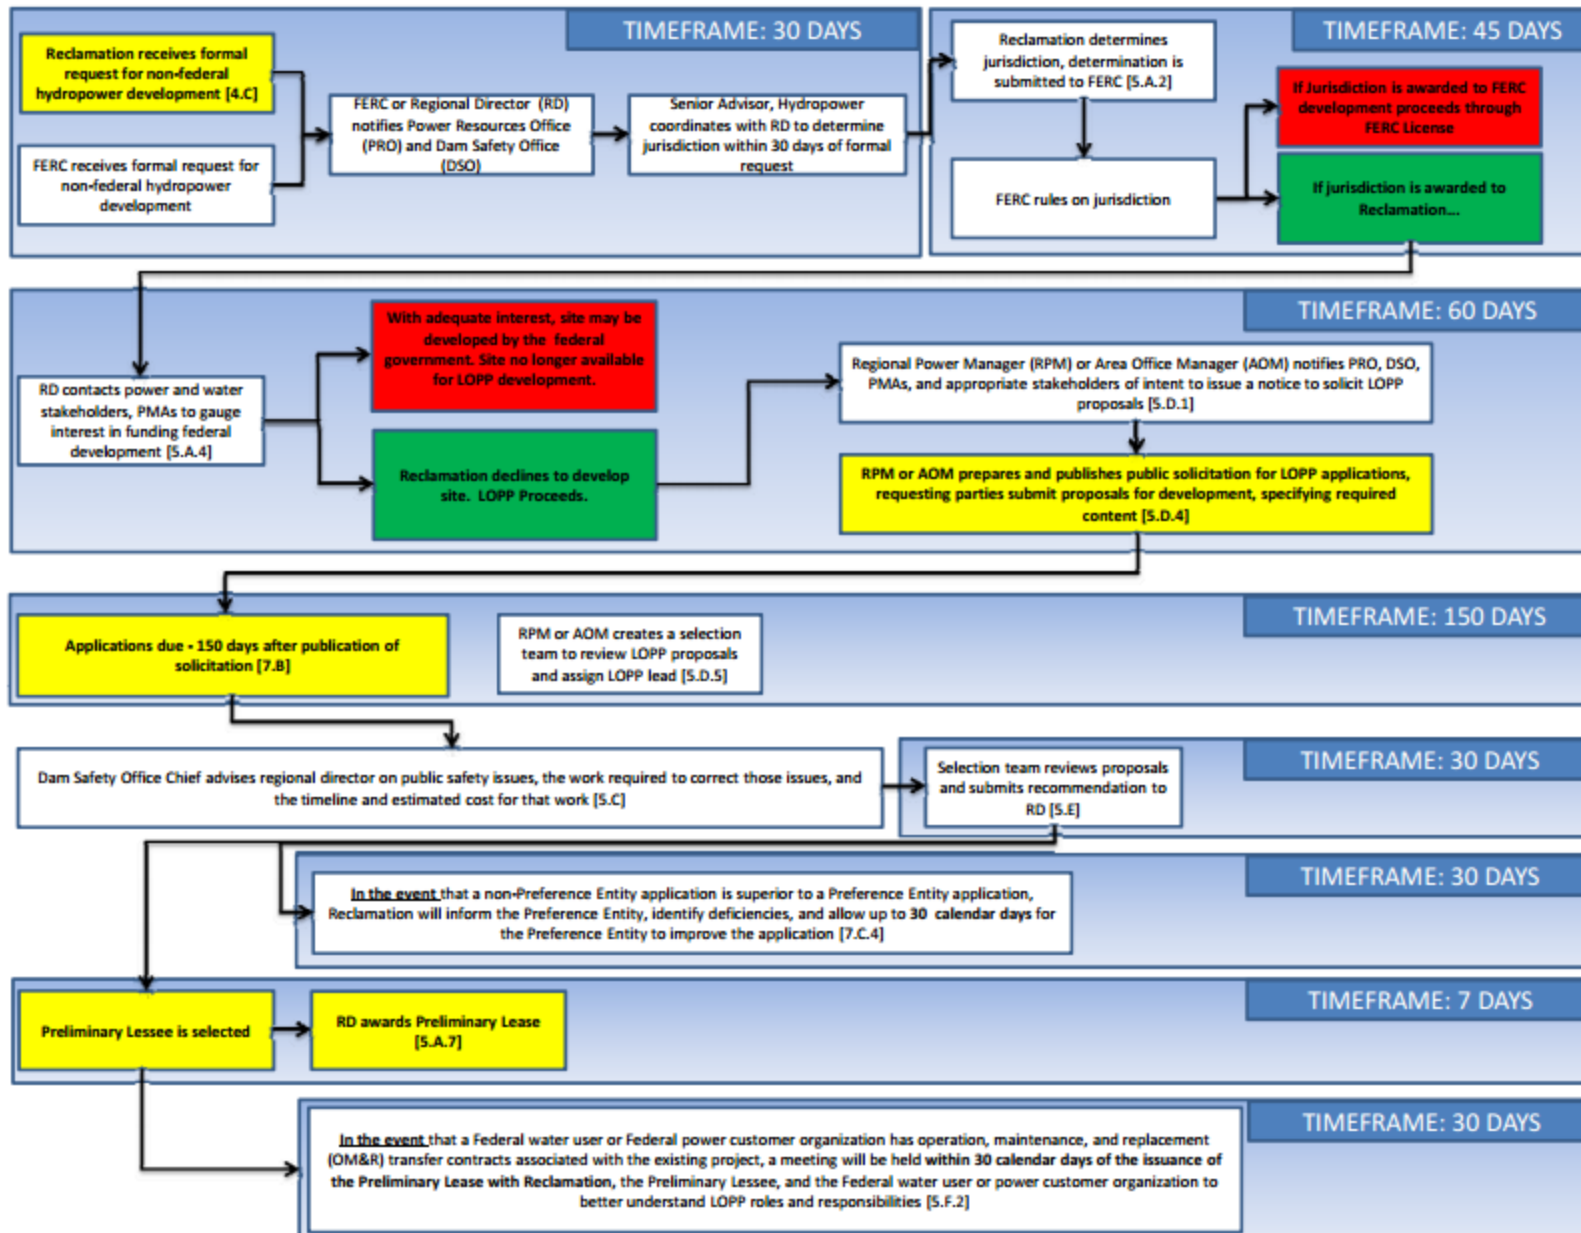 TIMEFRAME: 30 DAYS
Reclamation receives formal
request for non-federal
hydropower development [4.C]
FERC receives formal request for
non-federal hydropower
development
FERC or Regional Director (RD)
notifies Power Resources Office
(PRO) and Dam Safety Office
(DSO)
Senior Advisor, Hydropower
coordinates with RD to determine
jurisdiction within 30 days of formal
request
TIMEFRAME: 45 DAYS
Reclamation determines
jurisdiction, determination is
submitted to FERC [5.A.2]
FERC rules on jurisdiction
If Jurisdiction is awarded to FERC
development proceeds through
FERC License
If jurisdiction is awarded to
Reclamation...
TIMEFRAME: 60 DAYS
RD contacts power and water
stakeholders, PMAs to gauge
interest in funding federal
development [5.A.4]
With adequate interest, site may be
developed by the federal
government. Site no longer available
for LOPP development.
Reclamation declines to develop
site. LOPP Proceeds.
Regional Power Manager (RPM) or Area Office Manager (AOM) notifies PRO, DSO,
PMAs, and appropriate stakeholders of intent to issue a notice to solicit LOPP
proposals [5.D.1]
RPM or AOM prepares and publishes public solicitation for LOPP applications,
requesting parties submit proposals for development, specifying required
content [5.D.4]
TIMEFRAME: 150 DAYS
Applications due - 150 days after publication of
solicitation [7.B]
RPM or AOM creates a selection
team to review LOPP proposals
and assign LOPP lead [5.D.5]
Dam Safety Office Chief advises regional director on public safety issues, the work required to correct those issues, and
the timeline and estimated cost for that work [5.C]
TIMEFRAME: 30 DAYS
Selection team reviews proposals
and submits recommendation to
RD [5.E]
TIMEFRAME: 30 DAYS
In the event that a non-Preference Entity application is superior to a Preference Entity application,
Reclamation will inform the Preference Entity, identify deficiencies, and allow up to 30 calendar days for
the Preference Entity to improve the application [7.C.4]
TIMEFRAME: 7 DAYS
Preliminary Lessee is selected
RD awards Preliminary Lease
[5.A.7]
TIMEFRAME: 30 DAYS
In the event that a Federal water user or Federal power customer organization has operation, maintenance, and replacement
(OM&R) transfer contracts associated with the existing project, a meeting will be held within 30 calendar days of the issuance of
the Preliminary Lease with Reclamation, the Preliminary Lessee, and the Federal water user or power customer organization to
better understand LOPP roles and responsibilities [5.F.2]